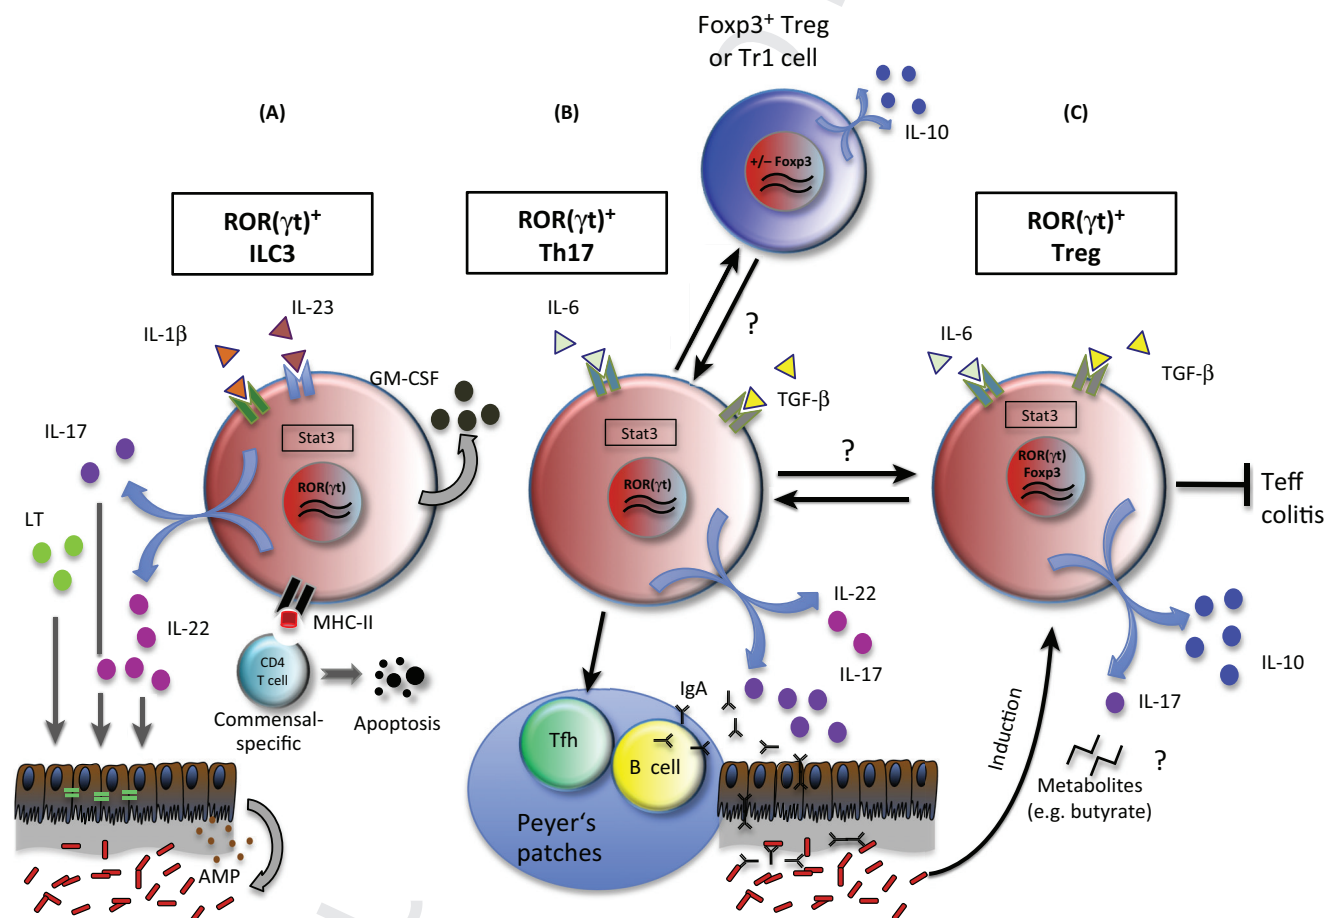 Foxp3+ Treg
or Tr1 cell
IL-10
+/– Foxp3
(A)
ROR(γt)+
ILC3
IL-1β
IL-23
GM-CSF
Stat3
ROR(γt)
IL-17
LT
IL-22
MHC-II
CD4
T cell
Commensal-
specific
Apoptosis
AMP
(B)
ROR(γt)+
Th17
IL-6
?
TGF-β
Stat3
ROR(γt)
?
IL-22
IL-17
IgA
Tfh
B cell
Peyer‘s
patches
(C)
ROR(γt)+
Treg
IL-6
TGF-β
Stat3
ROR(γt)
Foxp3
Teff
colitis
IL-10
IL-17
Induction
?
Metabolites
(e.g. butyrate)